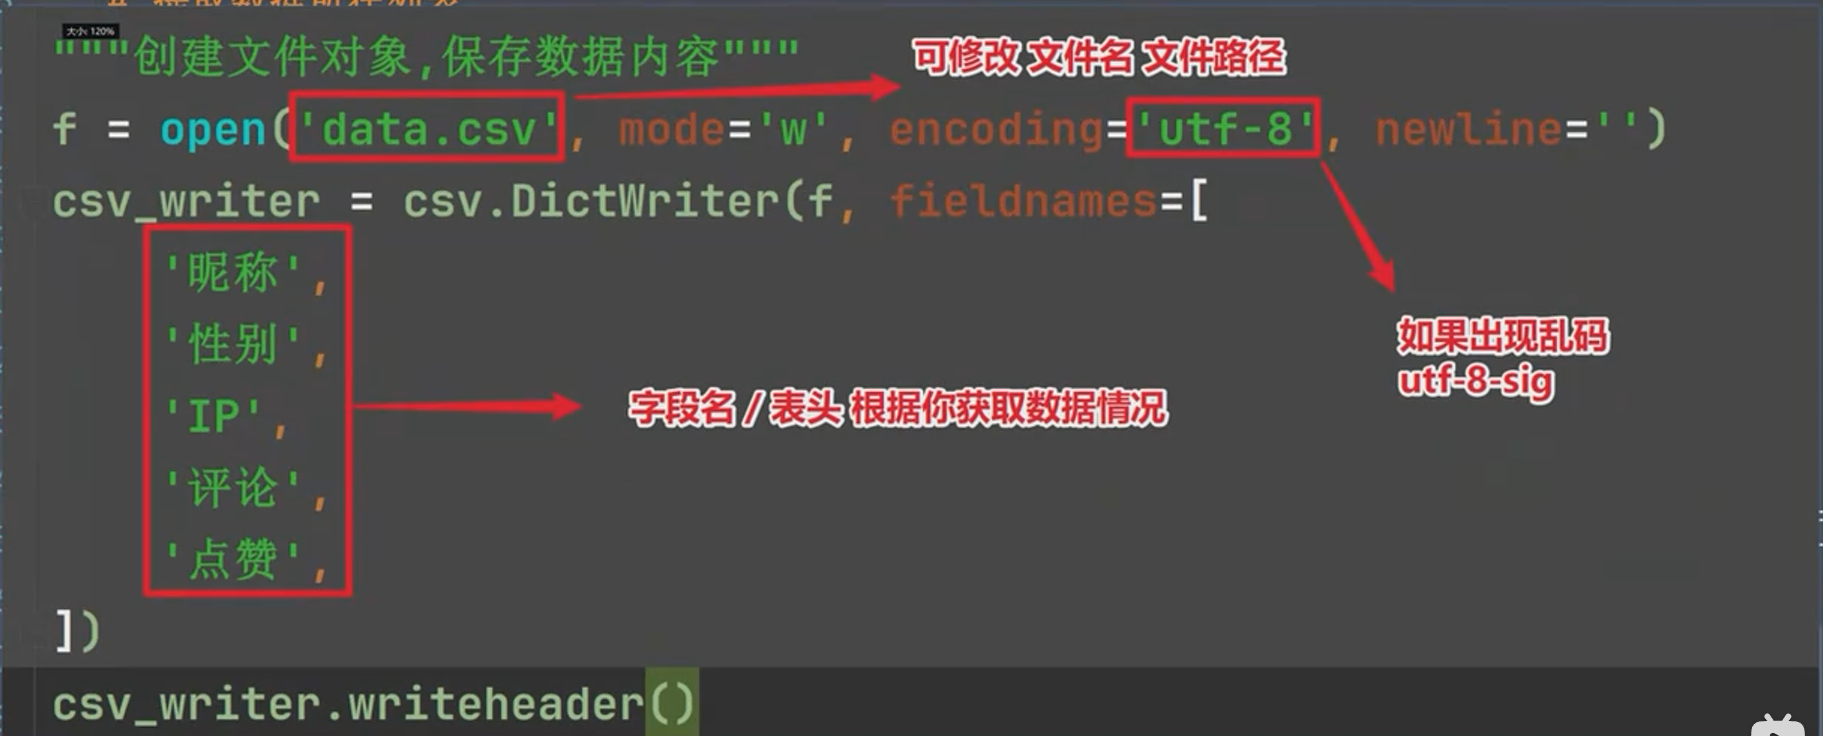 大小: 120%
"""创建文件对象,保存数据内容"""
可修改 文件名 文件路径
f = open('data.csv', mode='w', encoding='utf-8', newline='')
csv_writer = csv.DictWriter(f, fieldnames=[
'昵称',
'性别',
'IP',
'评论',
'点赞',
如果出现乱码
utf-8-sig
字段名 / 表头 根据你获取数据情况
])
csv_writer.writeheader()